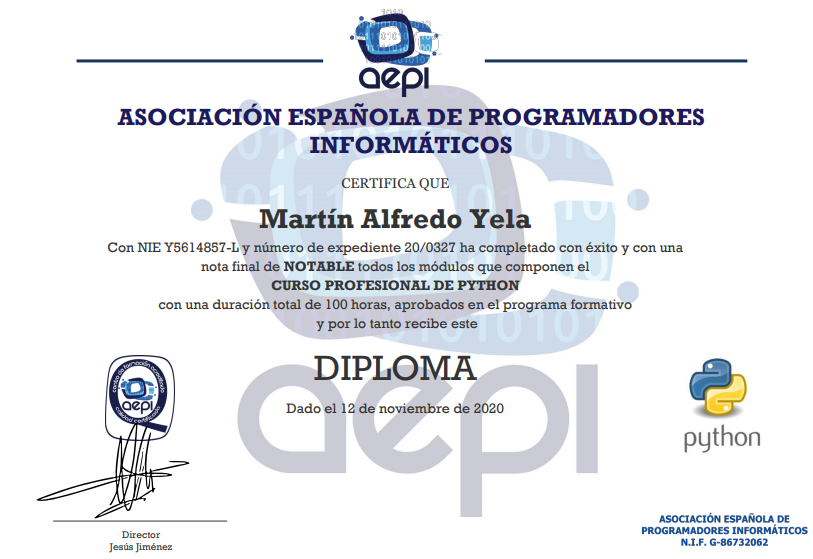 aepi
ASOCIACIÓN ESPAÑOLA DE PROGRAMADORES
INFORMÁTICOS
CERTIFICA QUE
Martín Alfredo Yela
Con NIE Y5614857-L y número de expediente 20/0327 ha completado con éxito y con una
nota final de NOTABLE todos los módulos que componen el
CURSO PROFESIONAL DE PYTHON
con una duración total de 100 horas, aprobados en el programa formativo
y por lo tanto recibe este
DIPLOMA
Dado el 12 de noviembre de 2020
aepi
centro de formación acreditado
aepi
calidad certificada
python
Director
Jesús Jiménez
ASOCIACIÓN ESPAÑOLA DE
PROGRAMADORES INFORMÁTICOS
N.I.F. G-86732062